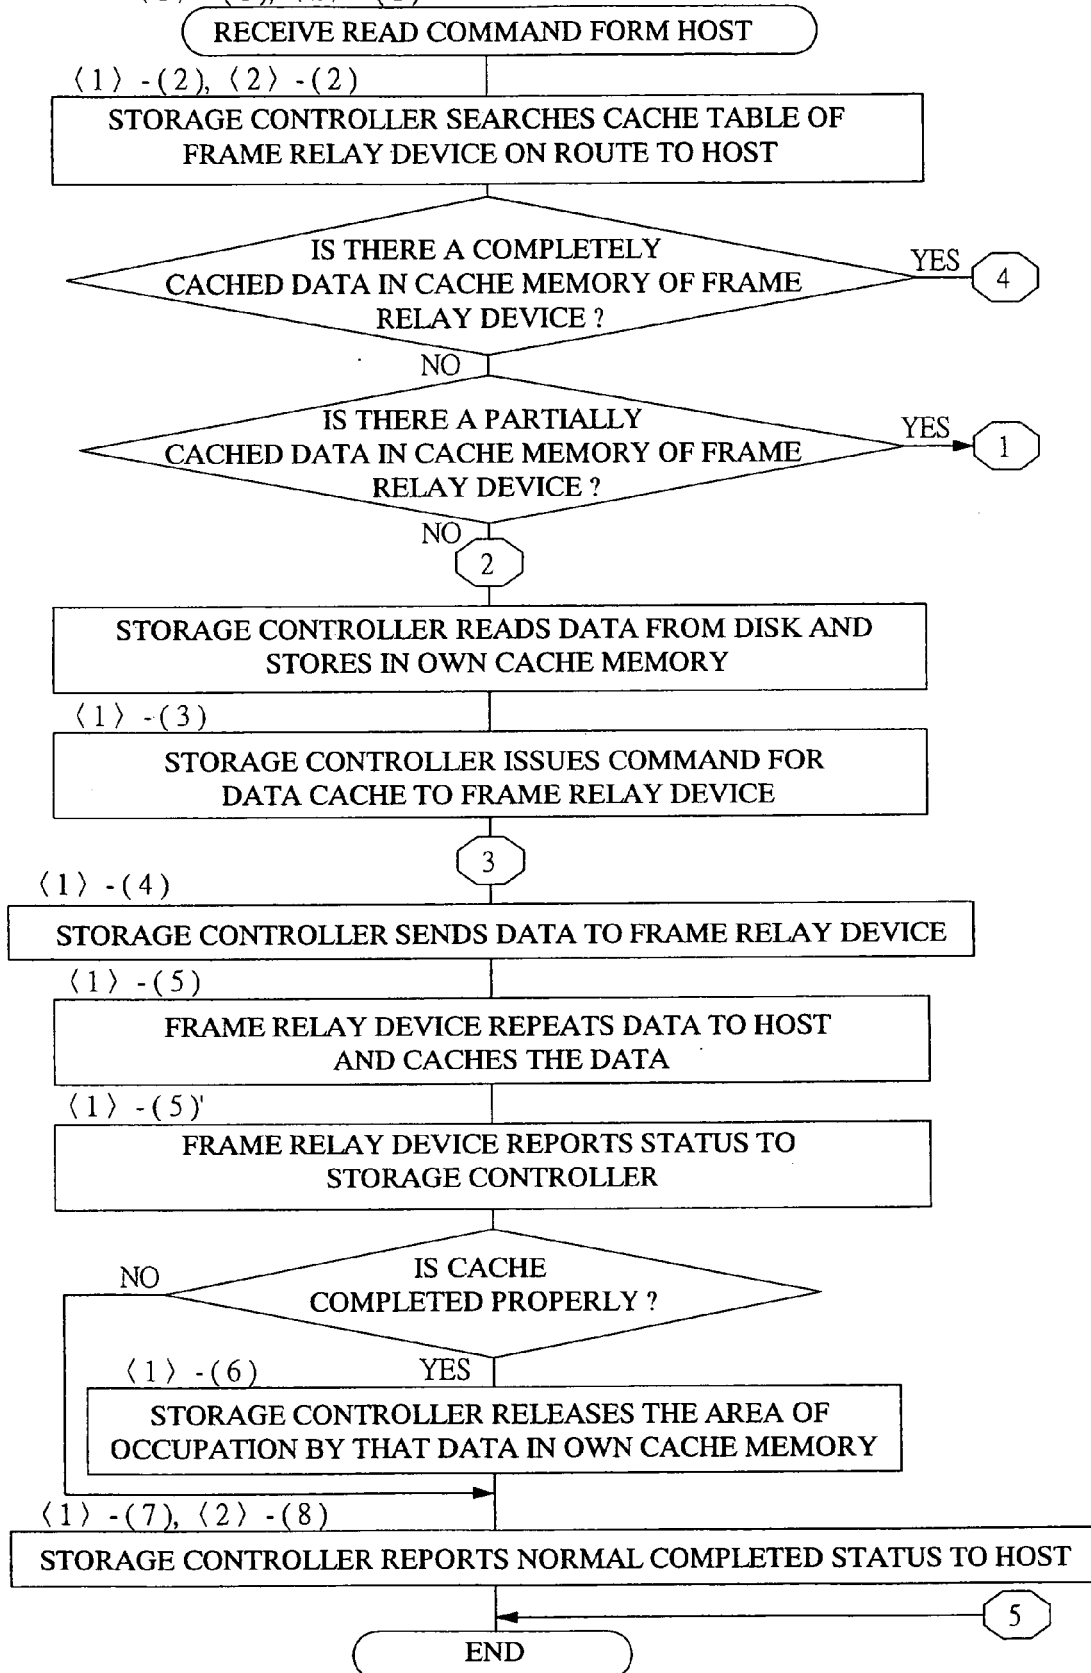 RECEIVE READ COMMAND FORM HOST
〈1〉 -(2), 〈2〉 -(2)
STORAGE CONTROLLER SEARCHES CACHE TABLE OF
FRAME RELAY DEVICE ON ROUTE TO HOST
IS THERE A COMPLETELY
CACHED DATA IN CACHE MEMORY OF FRAME
RELAY DEVICE ?
YES
4
NO
IS THERE A PARTIALLY
CACHED DATA IN CACHE MEMORY OF FRAME
RELAY DEVICE ?
YES
1
NO
2
STORAGE CONTROLLER READS DATA FROM DISK AND
STORES IN OWN CACHE MEMORY
〈1〉 -(3)
STORAGE CONTROLLER ISSUES COMMAND FOR
DATA CACHE TO FRAME RELAY DEVICE
3
〈1〉 -(4)
STORAGE CONTROLLER SENDS DATA TO FRAME RELAY DEVICE
〈1〉 -(5)
FRAME RELAY DEVICE REPEATS DATA TO HOST
AND CACHES THE DATA
〈1〉 -(5)'
FRAME RELAY DEVICE REPORTS STATUS TO
STORAGE CONTROLLER
NO
IS CACHE
COMPLETED PROPERLY ?
〈1〉 -(6)
YES
STORAGE CONTROLLER RELEASES THE AREA OF
OCCUPATION BY THAT DATA IN OWN CACHE MEMORY
〈1〉 -(7), 〈2〉 -(8)
STORAGE CONTROLLER REPORTS NORMAL COMPLETED STATUS TO HOST
5
END